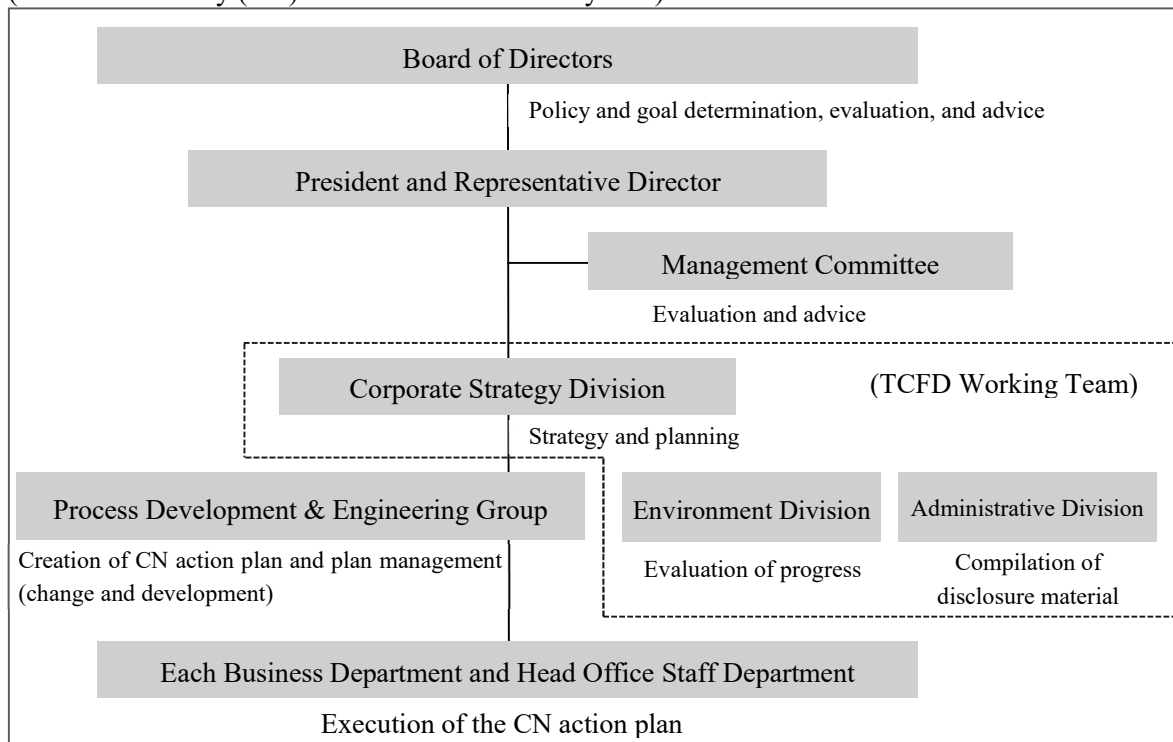 Board of Directors
Policy and goal determination, evaluation, and advice
President and Representative Director
Management Committee
Evaluation and advice
Corporate Strategy Division
(TCFD Working Team)
Strategy and planning
Process Development & Engineering Group
Creation of CN action plan and plan management
(change and development)
Environment Division
Evaluation of progress
Administrative Division
Compilation of
disclosure material
Each Business Department and Head Office Staff Department
Execution of the CN action plan